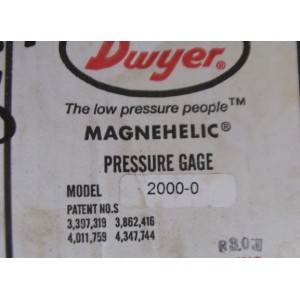 Dwyer®
The low pressure people™
MAGNEHELIC®
PRESSURE GAGE
MODEL 2000-0
PATENT NO.S
3,397,319 3,862,416
4,011,759 4,347,744